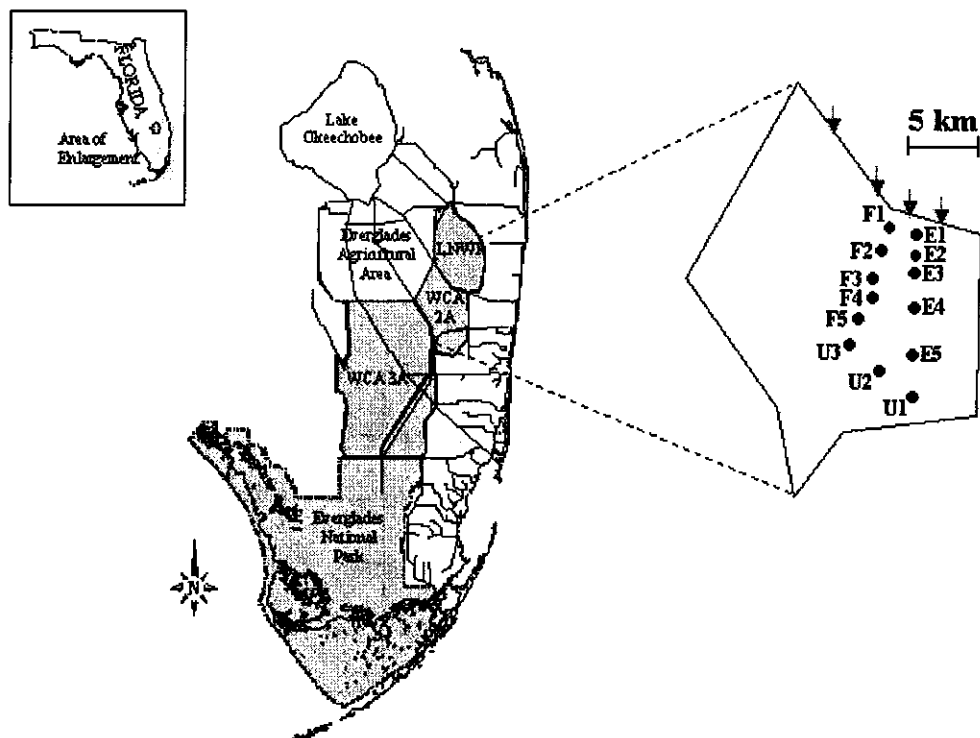 FLORIDA
Area of
Enlargement
Lake
Okeechobee
Everglades
Agricultural
Area
WCA
2A
WCA 3A
Everglades
National
Park
N
5 km
F1
E1
F2
E2
E3
F3
F4
E4
F5
U3
E5
U2
U1